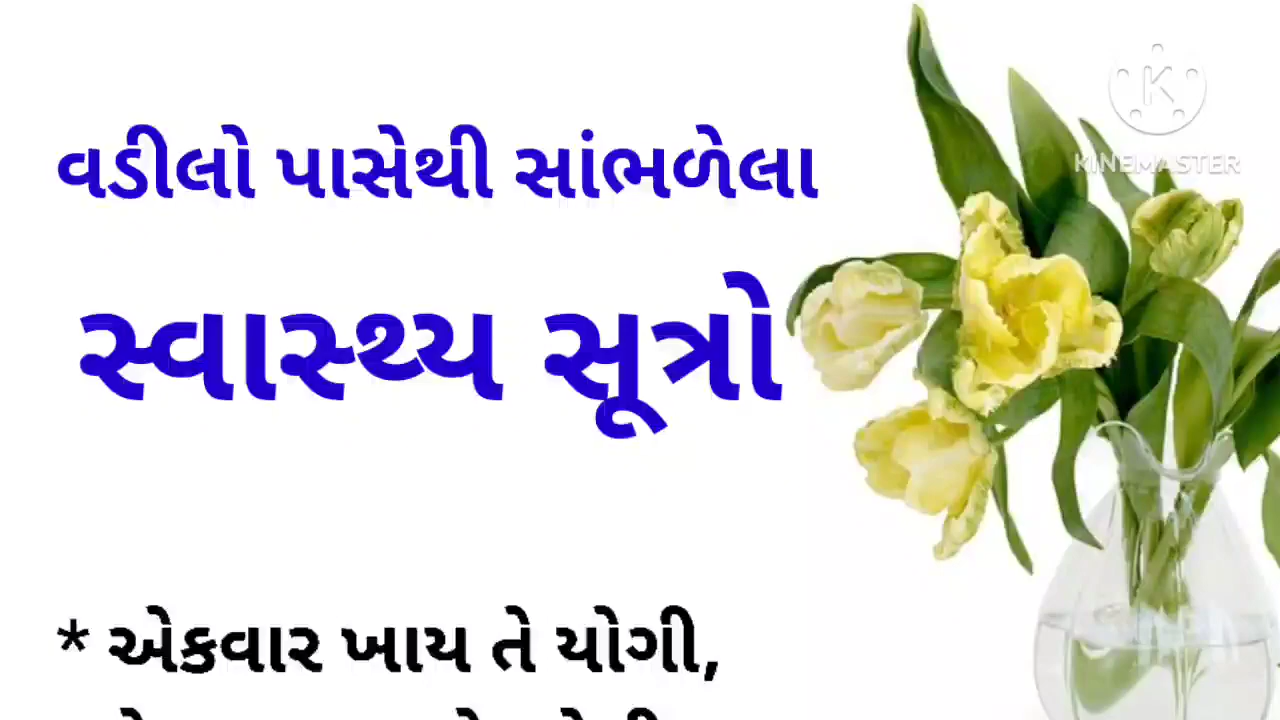 વડીલો પાસેથી સાંભળેલા
સ્વાસ્થ્ય સૂત્રો
* એકવાર ખાય તે યોગી,
KINEMASTER